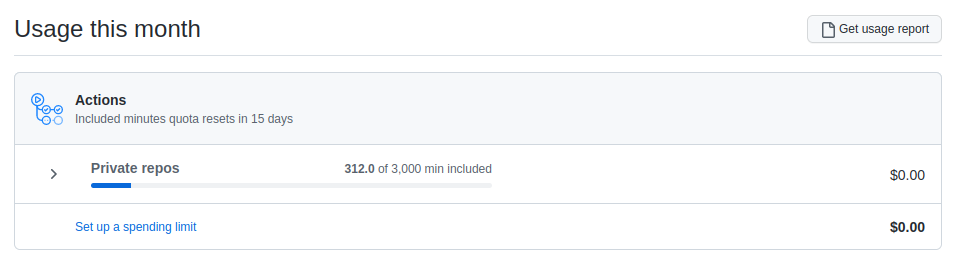 Usage this month
Get usage report
Actions
Included minutes quota resets in 15 days
Private repos 312.0 of 3,000 min included $0.00
Set up a spending limit $0.00